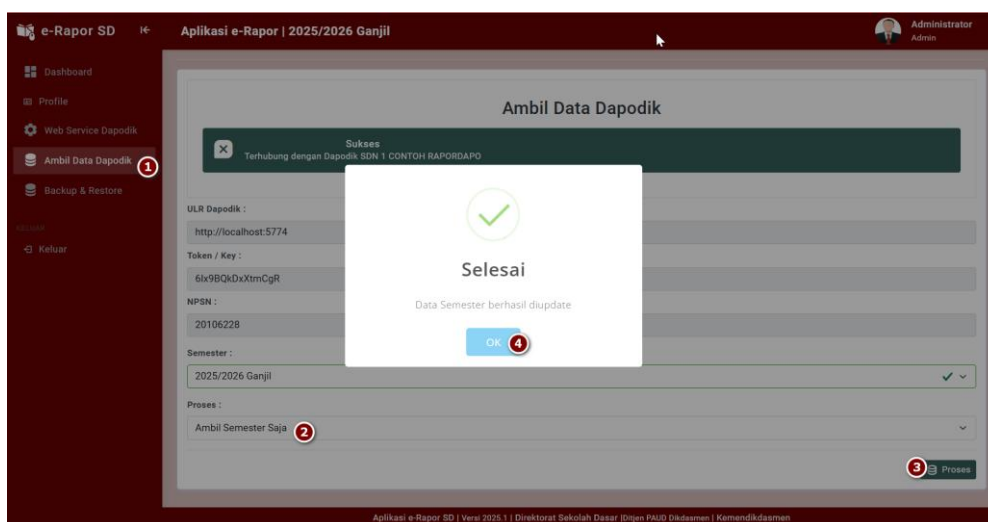 e-Rapor SD
Aplikasi e-Rapor | 2025/2026 Ganjil
Administrator
Admin
Dashboard
Profile
Web Service Dapodik
Ambil Data Dapodik
1
Backup & Restore
KELUAR
Keluar
Ambil Data Dapodik
Sukses
Terhubung dengan Dapodik SDN 1 CONTOH RAPORDAPO
ULR Dapodik :
http://localhost:5774
Token / Key :
6Ix9BQkDxXtmCgR
NPSN :
20106228
Semester :
2025/2026 Ganjil
Proses :
Ambil Semester Saja
2
3
Proses
Selesai
Data Semester berhasil diupdate
OK
4
Aplikasi e-Rapor SD | Versi 2025.1 | Direktorat Sekolah Dasar |Ditjen PAUD Dikdasmen | Kemendikdasmen